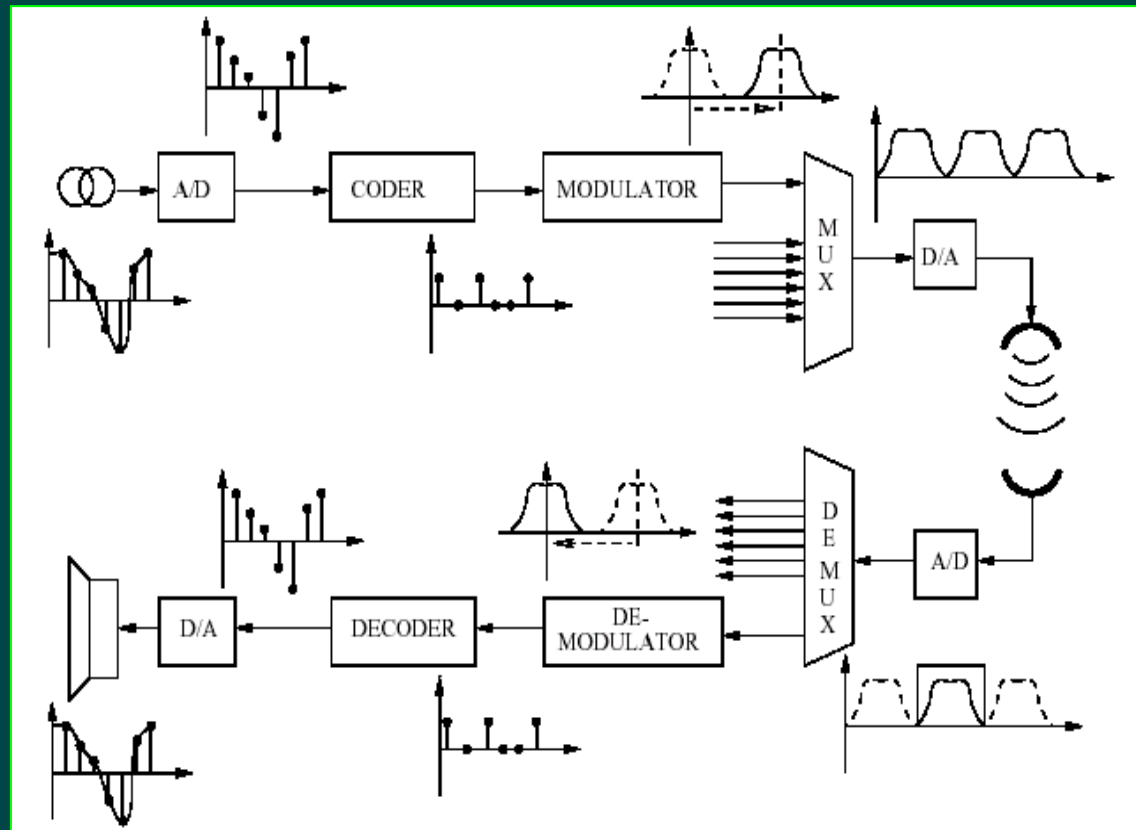 A/D
CODER
MODULATOR
M
U
X
D/A
D
E
M
U
X
A/D
D/A
DECODER
DE-
MODULATOR